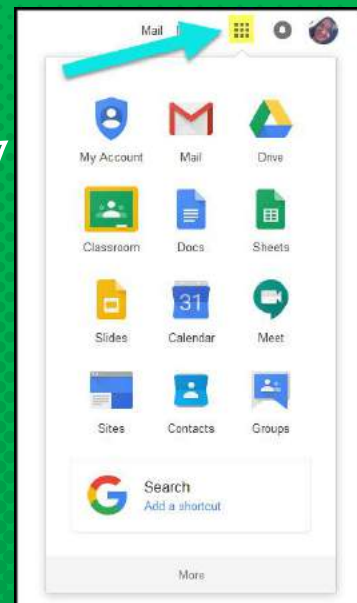 Mail
My Account Mail Drive
Classroom Docs Sheets
31
Slides Calendar Meet
Sites Contacts Groups
Search
Add a shortcut
More